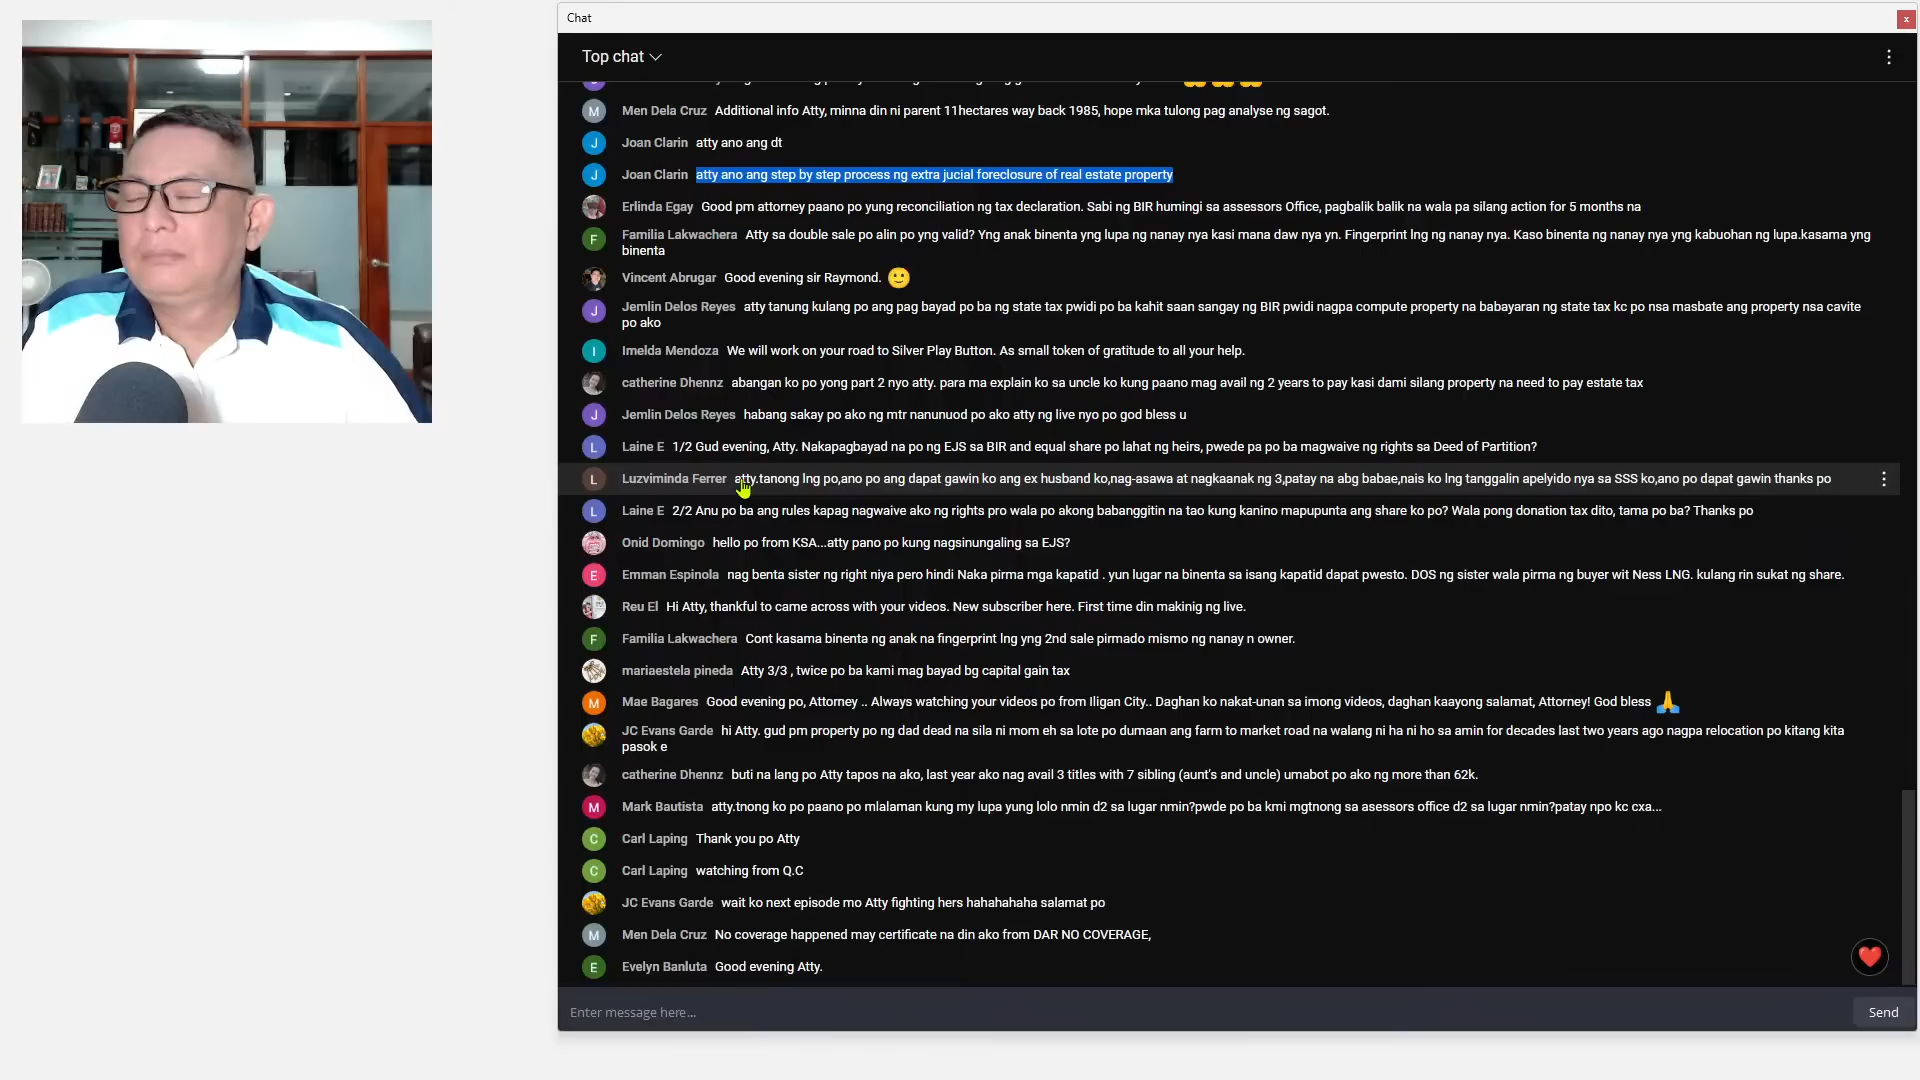 Chat
Top chat
Men Dela Cruz Additional info Atty, minna din ni parent 11hectares way back 1985, hope mka tulong pag analyse ng sagot.
Joan Clarin atty ano ang dt
Joan Clarin atty ano ang step by step process ng extra jucial foreclosure of real estate property
Erlinda Egay Good pm attorney paano po yung reconciliation ng tax declaration. Sabi ng BIR humingi sa assessors Office, pagbalik balik na wala pa silang action for 5 months na
Familia Lakwachera Atty sa double sale po alin po yng valid? Yng anak binenta yng lupa ng nanay nya kasi mana daw nya yn. Fingerprint lng ng nanay nya. Kaso binenta ng nanay nya yng kabuohan ng lupa.kasama yng
binenta
Vincent Abrugar Good evening sir Raymond.
Jemlin Delos Reyes atty tanung kulang po ang pag bayad po ba ng state tax pwidi po ba kahit saan sangay ng BIR pwidi nagpa compute property na babayaran ng state tax kc po nsa masbate ang property nsa cavite
po ako
Imelda Mendoza We will work on your road to Silver Play Button. As small token of gratitude to all your help.
catherine Dhennz abangan ko po yong part 2 nyo atty. para ma explain ko sa uncle ko kung paano mag avail ng 2 years to pay kasi dami silang property na need to pay estate tax
Jemlin Delos Reyes habang sakay po ako ng mtr nanunuod po ako atty ng live nyo po god bless u
Laine E 1/2 Gud evening, Atty. Nakapagbayad na po ng EJS sa BIR and equal share po lahat ng heirs, pwede pa po ba magwaive ng rights sa Deed of Partition?
Luzviminda Ferrer atty.tanong lng po,ano po ang dapat gawin ko ang ex husband ko,nag-asawa at nagkaanak ng 3,patay na abg babae,nais ko lng tanggalin apelyido nya sa SSS ko,ano po dapat gawin thanks po
Laine E 2/2 Anu po ba ang rules kapag nagwaive ako ng rights pro wala po akong babanggitin na tao kung kanino mapupunta ang share ko po? Wala pong donation tax dito, tama po ba? Thanks po
Onid Domingo hello po from KSA...atty pano po kung nagsinungaling sa EJS?
Emman Espinola nag benta sister ng right niya pero hindi Naka pirma mga kapatid . yun lugar na binenta sa isang kapatid dapat pwesto. DOS ng sister wala pirma ng buyer wit Ness LNG. kulang rin sukat ng share.
Reu El Hi Atty, thankful to came across with your videos. New subscriber here. First time din makinig ng live.
Familia Lakwachera Cont kasama binenta ng anak na fingerprint lng yng 2nd sale pirmado mismo ng nanay n owner.
mariaestela pineda Atty 3/3 , twice po ba kami mag bayad bg capital gain tax
Mae Bagares Good evening po, Attorney .. Always watching your videos po from Iligan City.. Daghan ko nakat-unan sa imong videos, daghan kaayong salamat, Attorney! God bless
JC Evans Garde hi Atty. gud pm property po ng dad dead na sila ni mom eh sa lote po dumaan ang farm to market road na walang ni ha ni ho sa amin for decades last two years ago nagpa relocation po kitang kita
pasok e
catherine Dhennz buti na lang po Atty tapos na ako, last year ako nag avail 3 titles with 7 sibling (aunt's and uncle) umabot po ako ng more than 62k.
Mark Bautista atty.tnong ko po paano po mlalaman kung my lupa yung lolo nmin d2 sa lugar nmin?pwde po ba kmi mgtnong sa asessors office d2 sa lugar nmin?patay npo kc cxa...
Carl Laping Thank you po Atty
Carl Laping watching from Q.C
JC Evans Garde wait ko next episode mo Atty fighting hers hahahahaha salamat po
Men Dela Cruz No coverage happened may certificate na din ako from DAR NO COVERAGE,
Evelyn Banluta Good evening Atty.
Enter message here...
Send